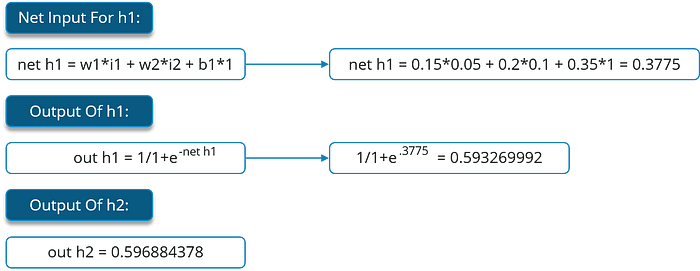 Net Input For h1:
net h1 = w1*i1 + w2*i2 + b1*1
net h1 = 0.15*0.05 + 0.2*0.1 + 0.35*1 = 0.3775
Output Of h1:
out h1 = 1/1+e-net h1
1/1+e.3775 = 0.593269992
Output Of h2:
out h2 = 0.596884378